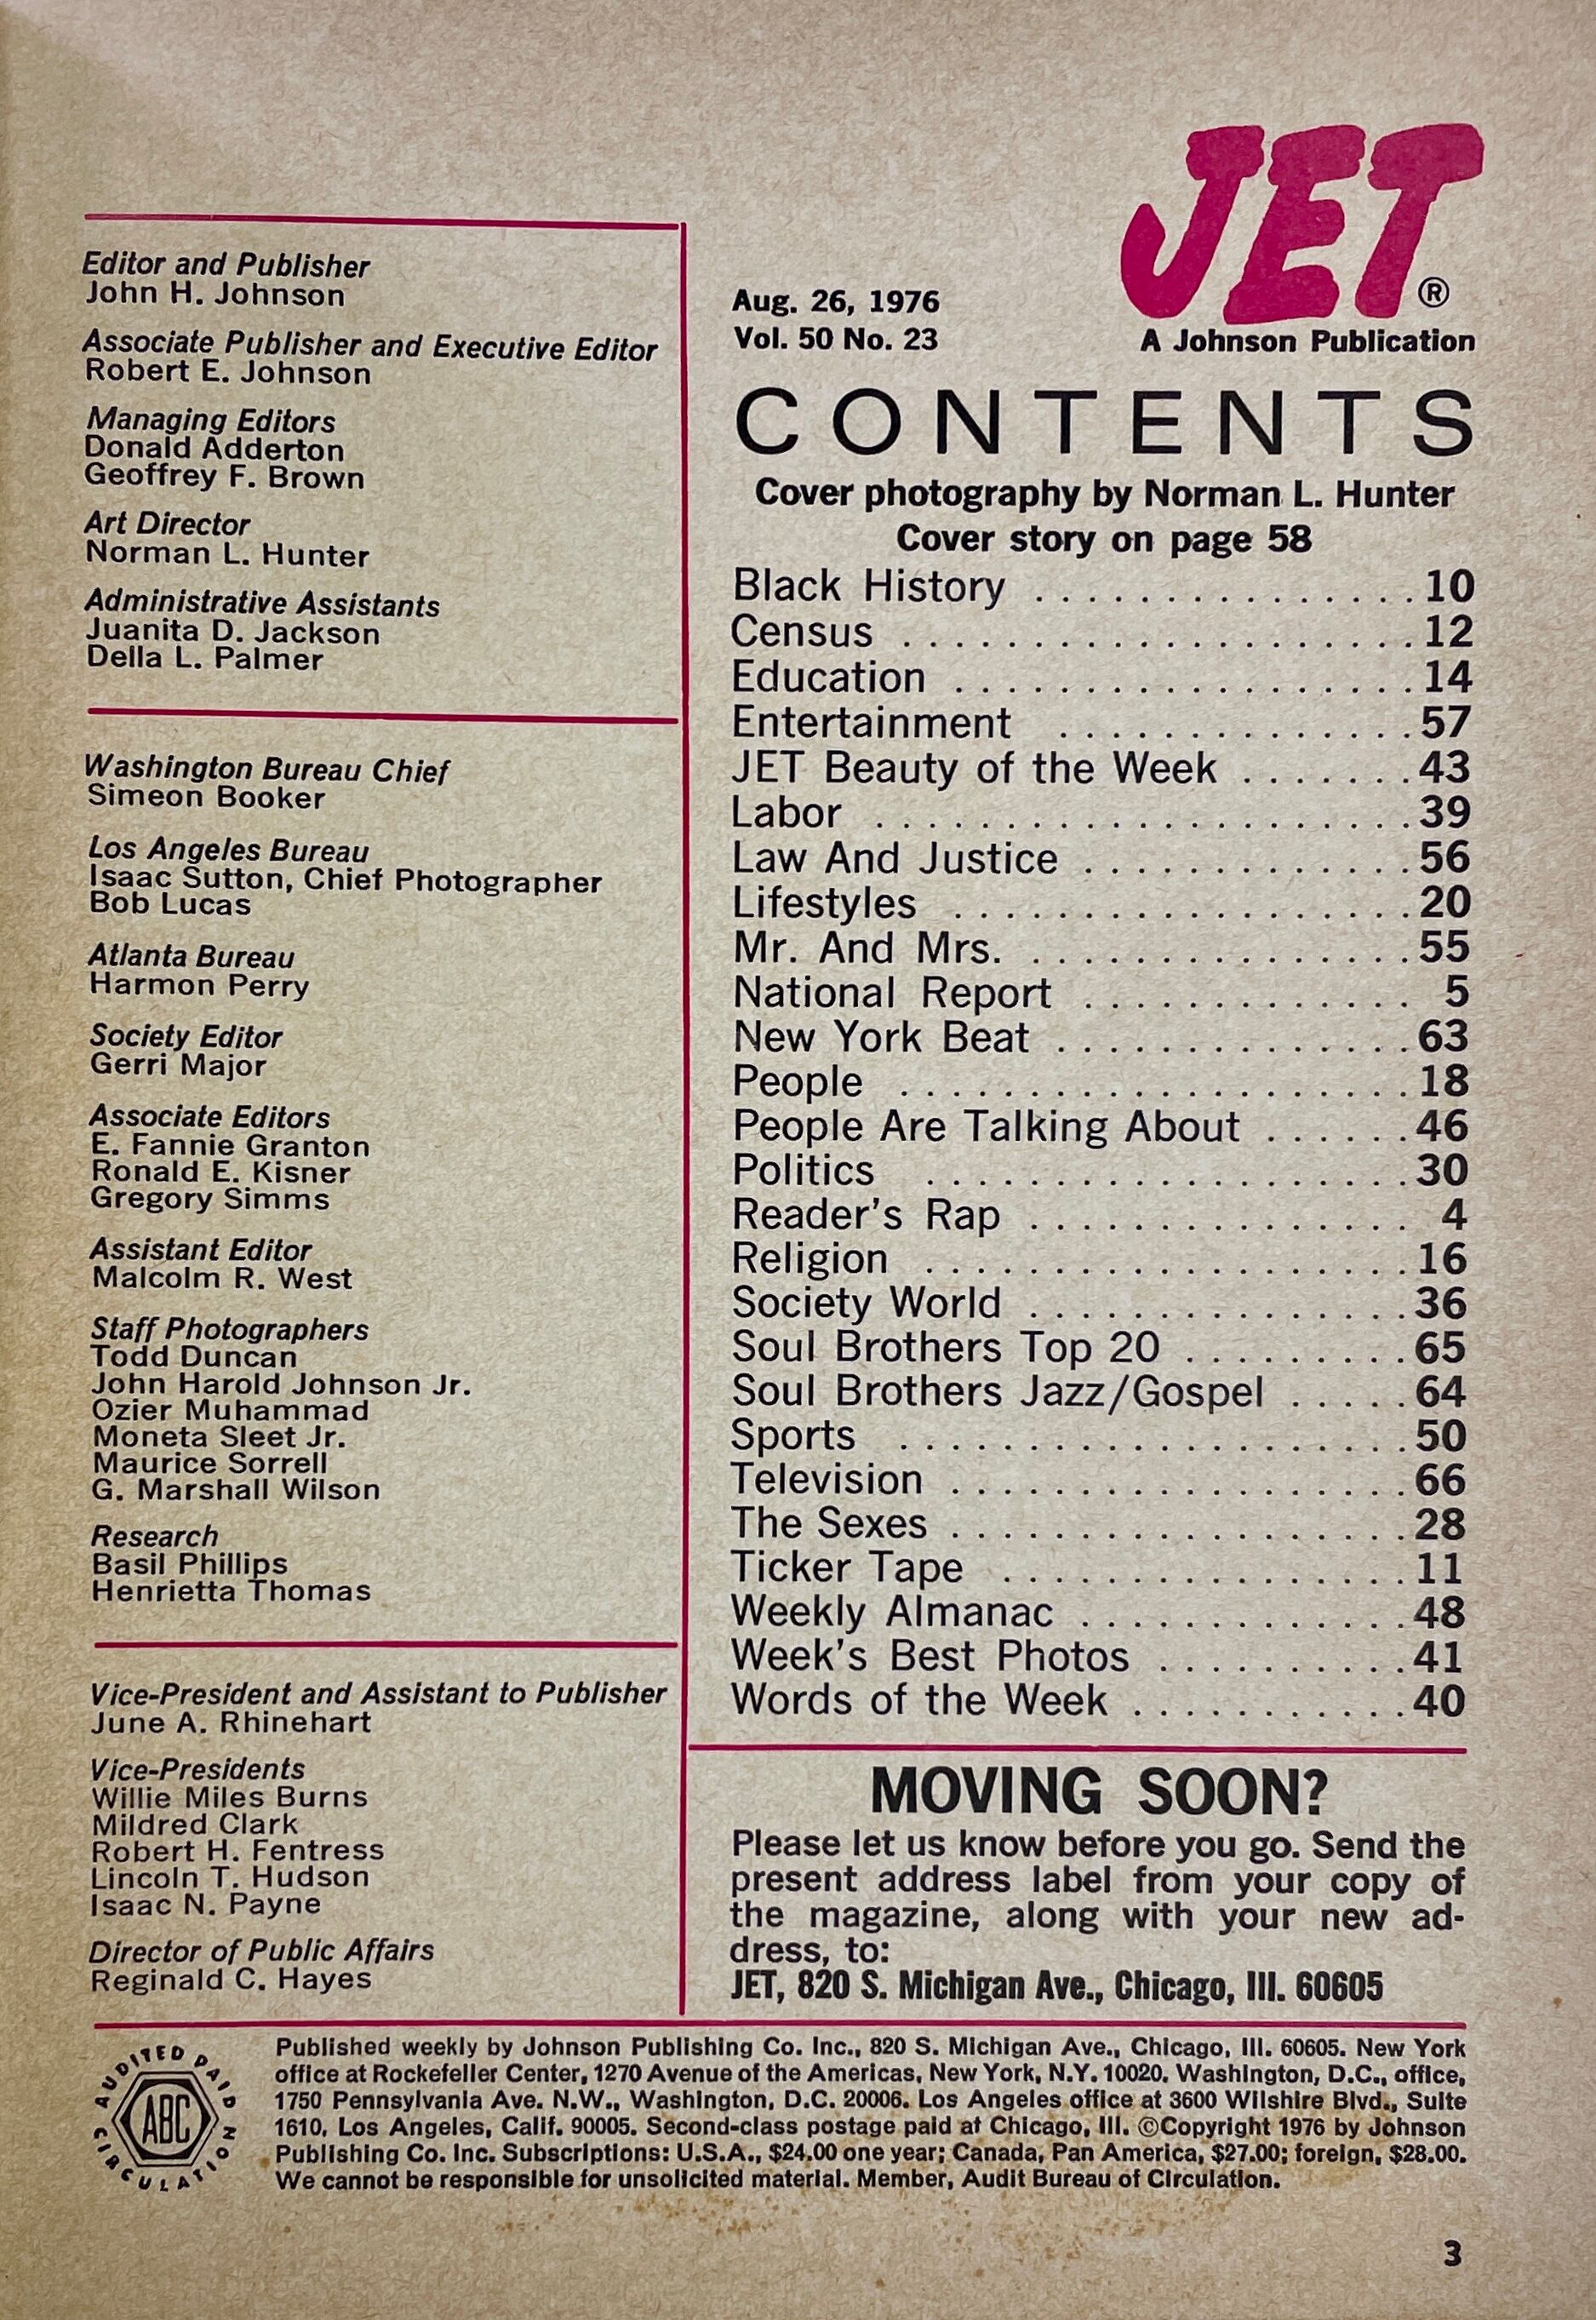 Editor and Publisher
John H. Johnson
Associate Publisher and Executive Editor
Robert E. Johnson
Managing Editors
Donald Adderton
Geoffrey F. Brown
Art Director
Norman L. Hunter
Administrative Assistants
Juanita D. Jackson
Della L. Palmer
Washington Bureau Chief
Simeon Booker
Los Angeles Bureau
Isaac Sutton, Chief Photographer
Bob Lucas
Atlanta Bureau
Harmon Perry
Society Editor
Gerri Major
Associate Editors
E. Fannie Granton
Ronald E. Kisner
Gregory Simms
Assistant Editor
Malcolm R. West
Staff Photographers
Todd Duncan
John Harold Johnson Jr.
Ozier Muhammad
Moneta Sleet Jr.
Maurice Sorrell
G. Marshall Wilson
Research
Basil Phillips
Henrietta Thomas
Vice-President and Assistant to Publisher
June A. Rhinehart
Vice-Presidents
Willie Miles Burns
Mildred Clark
Robert H. Fentress
Lincoln T. Hudson
Isaac N. Payne
Director of Public Affairs
Reginald C. Hayes
JET®
A Johnson Publication
Aug. 26, 1976
Vol. 50 No. 23
CONTENTS
Cover photography by Norman L. Hunter
Cover story on page 58
Black History . . . . . . . . . . . . . . . 10
Census . . . . . . . . . . . . . . . . . . . . 12
Education . . . . . . . . . . . . . . . . . . 14
Entertainment . . . . . . . . . . . . . . 57
JET Beauty of the Week . . . . . . . 43
Labor . . . . . . . . . . . . . . . . . . . . . 39
Law And Justice . . . . . . . . . . . . . 56
Lifestyles . . . . . . . . . . . . . . . . . . 20
Mr. And Mrs. . . . . . . . . . . . . . . . 55
National Report . . . . . . . . . . . . . 5
New York Beat . . . . . . . . . . . . . . 63
People . . . . . . . . . . . . . . . . . . . . 18
People Are Talking About . . . . . . 46
Politics . . . . . . . . . . . . . . . . . . . 30
Reader's Rap . . . . . . . . . . . . . . . 4
Religion . . . . . . . . . . . . . . . . . . . 16
Society World . . . . . . . . . . . . . . . 36
Soul Brothers Top 20 . . . . . . . . . 65
Soul Brothers Jazz/Gospel . . . . . 64
Sports . . . . . . . . . . . . . . . . . . . . 50
Television . . . . . . . . . . . . . . . . . . 66
The Sexes . . . . . . . . . . . . . . . . . . 28
Ticker Tape . . . . . . . . . . . . . . . . 11
Weekly Almanac . . . . . . . . . . . . . 48
Week's Best Photos . . . . . . . . . . 41
Words of the Week . . . . . . . . . . . 40
MOVING SOON?
Please let us know before you go. Send the
present address label from your copy of
the magazine, along with your new ad-
dress, to:
JET, 820 S. Michigan Ave., Chicago, Ill. 60605
AUDITED PAID CIRCULATION
ABC
Published weekly by Johnson Publishing Co. Inc., 820 S. Michigan Ave., Chicago, Ill. 60605. New York
office at Rockefeller Center, 1270 Avenue of the Americas, New York, N.Y. 10020. Washington, D.C., office,
1750 Pennsylvania Ave. N.W., Washington, D.C. 20006. Los Angeles office at 3600 Wilshire Blvd., Suite
1610, Los Angeles, Calif. 90005. Second-class postage paid at Chicago, Ill. ©Copyright 1976 by Johnson
Publishing Co. Inc. Subscriptions: U.S.A., $24.00 one year; Canada, Pan America, $27.00; foreign, $28.00.
We cannot be responsible for unsolicited material. Member, Audit Bureau of Circulation.
3